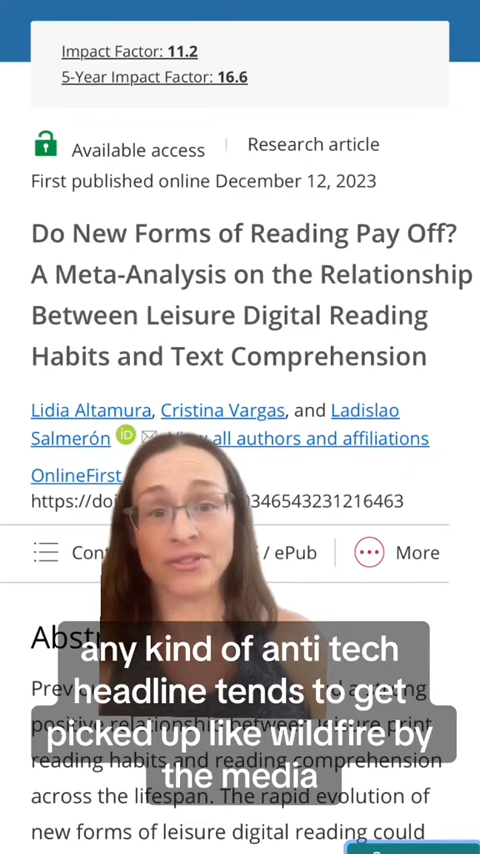 Impact Factor: 11.2
5-Year Impact Factor: 16.6
Available access
Research article
First published online December 12, 2023
Do New Forms of Reading Pay Off?
A Meta-Analysis on the Relationship
Between Leisure Digital Reading
Habits and Text Comprehension
Lidia Altamura, Cristina Vargas, and Ladislao
Salmerón iD all authors and affiliations
OnlineFirst
https://doi 0346543231216463
/ ePub
More
any kind of anti tech
headline tends to get
picked up like wildfire by
the media
positive relationship between leisure print
reading habits and reading comprehension
across the lifespan. The rapid evolution of
new forms of leisure digital reading could